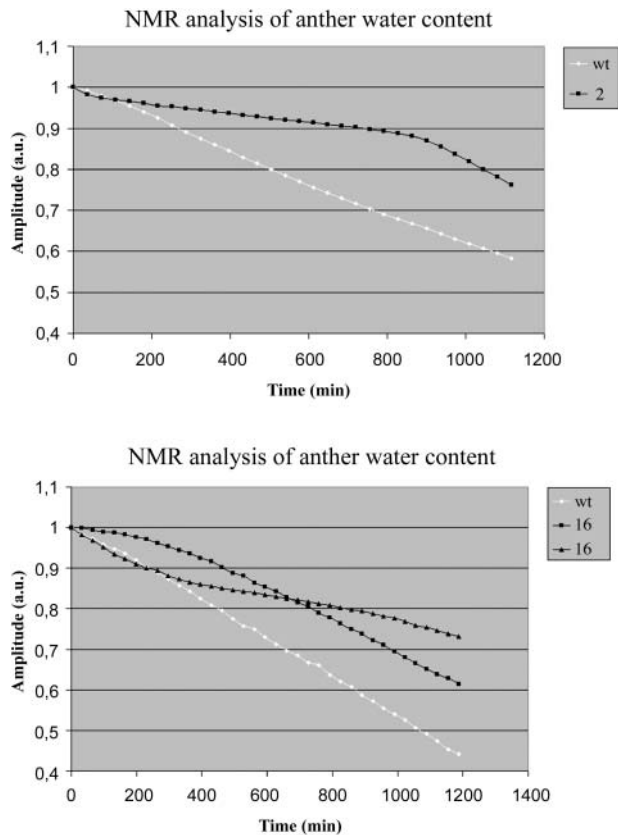 NMR analysis of anther water content
1,1
1
0,9
0,8
0,7
0,6
0,5
0,4
Amplitude (a.u.)
0 200 400 600 800 1000 1200
Time (min)
wt
2
NMR analysis of anther water content
1,1
1
0,9
0,8
0,7
0,6
0,5
0,4
Amplitude (a.u.)
0 200 400 600 800 1000 1200 1400
Time (min)
wt
16
16